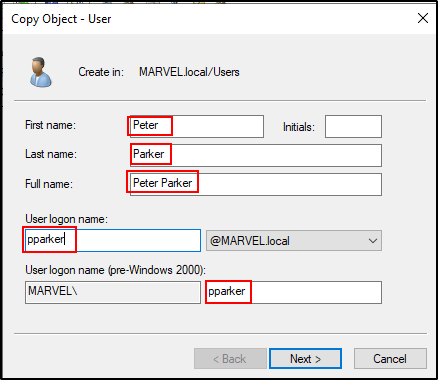 Copy Object - User
Create in: MARVEL.local/Users
First name: Peter Initials:
Last name: Parker
Full name: Peter Parker
User logon name:
pparker @MARVEL.local
User logon name (pre-Windows 2000):
MARVEL\ pparker
< Back Next > Cancel